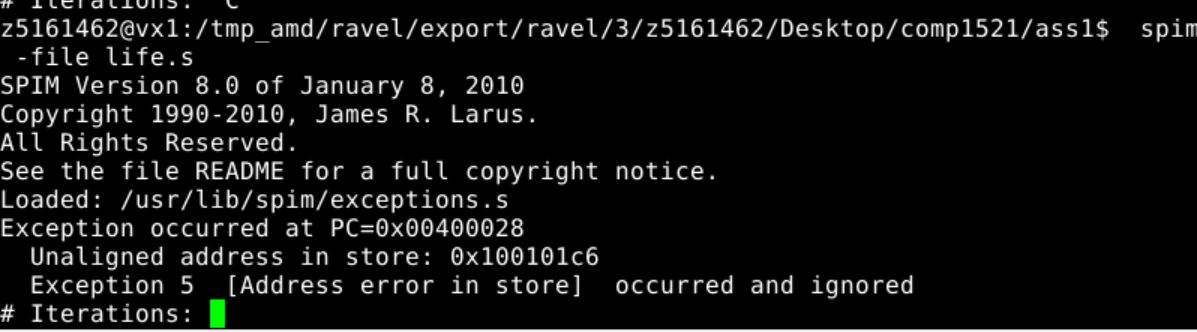 # Iterations: ^C
z5161462@vx1:/tmp_amd/ravel/export/ravel/3/z5161462/Desktop/comp1521/ass1$  spim
 -file life.s
SPIM Version 8.0 of January 8, 2010
Copyright 1990-2010, James R. Larus.
All Rights Reserved.
See the file README for a full copyright notice.
Loaded: /usr/lib/spim/exceptions.s
Exception occurred at PC=0x00400028
  Unaligned address in store: 0x100101c6
  Exception 5  [Address error in store]  occurred and ignored
# Iterations: